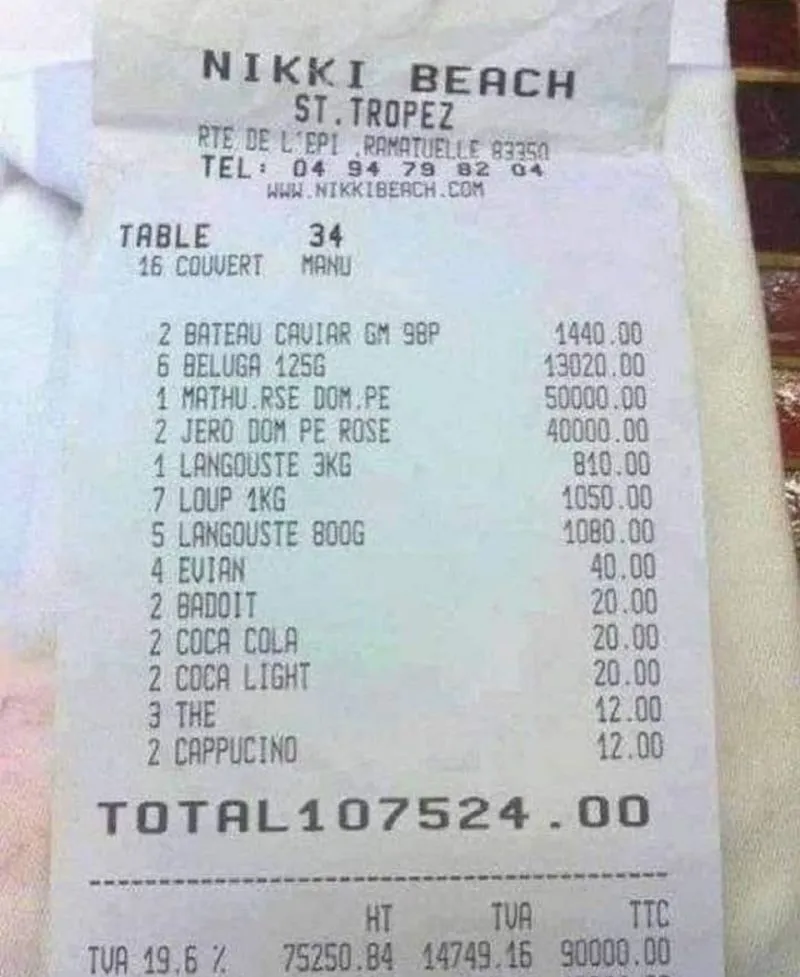 NIKKI BEACH
ST.TROPEZ
RTE DE L'EPI ,RAMATUELLE 83350
TEL: 04 94 79 82 04
WWW.NIKKIBEACH.COM
TABLE 34
16 COUVERT MANU
2 BATEAU CAVIAR GM 98P 1440.00
6 BELUGA 125G 13020.00
1 MATHU.RSE DOM.PE 50000.00
2 JERO DOM PE ROSE 40000.00
1 LANGOUSTE 3KG 810.00
7 LOUP 1KG 1050.00
5 LANGOUSTE 800G 1080.00
4 EVIAN 40.00
2 BADOIT 20.00
2 COCA COLA 20.00
2 COCA LIGHT 20.00
3 THE 12.00
2 CAPPUCINO 12.00
TOTAL107524.00
HT TVA TTC
TVA 19.6 % 75250.84 14749.16 90000.00